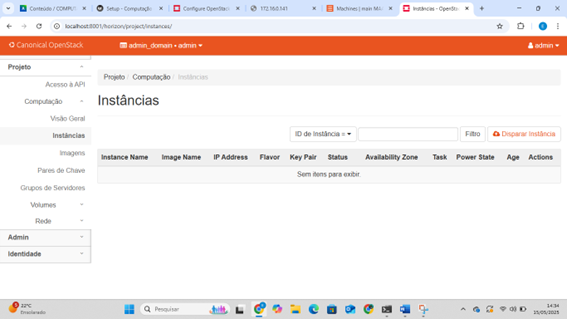 Conteúdo / COMPUT
Setup - Computação
Configure OpenStack
172.16.0.141
Machines | main MAAS
Instâncias - OpenStack
localhost:8001/horizon/project/instances/
Canonical OpenStack
admin_domain • admin
admin
Projeto
Acesso à API
Computação
Visão Geral
Instâncias
Imagens
Pares de Chave
Grupos de Servidores
Volumes
Rede
Admin
Identidade
Projeto / Computação / Instâncias
Instâncias
ID de Instância =
Filtro
Disparar Instância
Instance Name Image Name IP Address Flavor Key Pair Status Availability Zone Task Power State Age Actions
Sem itens para exibir.
22°C
Ensolarado
Pesquisar
14:34
15/05/2025